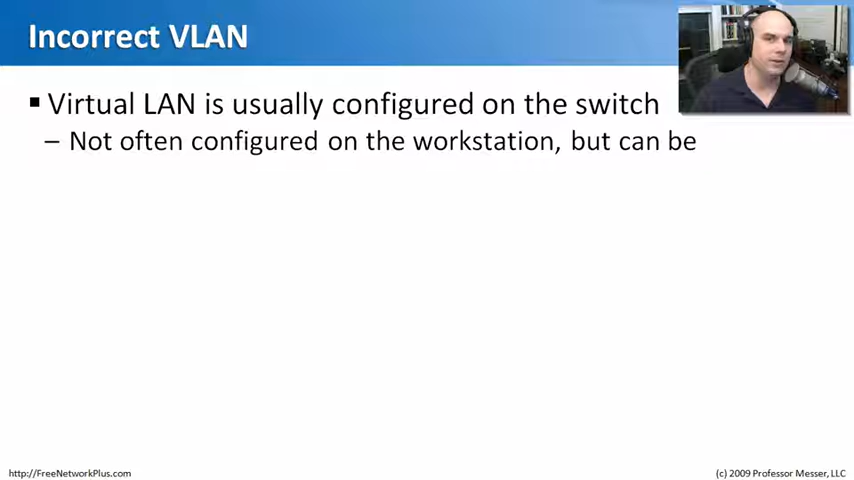 Incorrect VLAN
▪ Virtual LAN is usually configured on the switch
– Not often configured on the workstation, but can be
http://FreeNetworkPlus.com
(c) 2009 Professor Messer, LLC